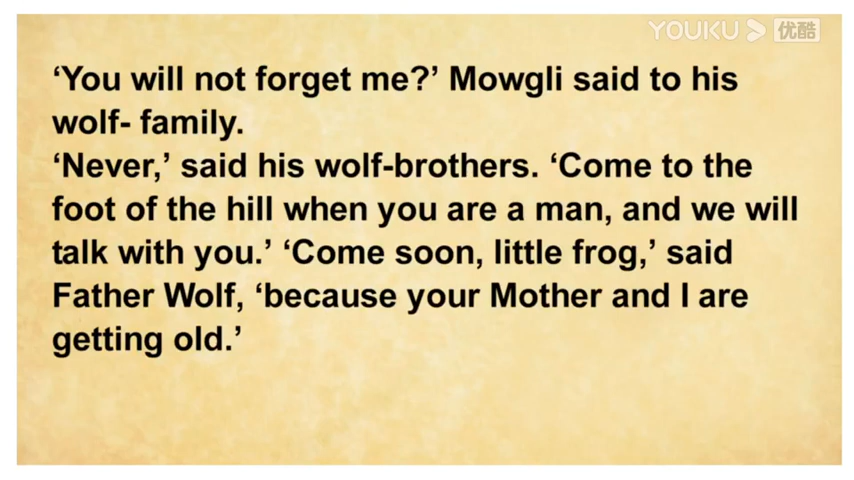 YOUKU 优酷
‘You will not forget me?’ Mowgli said to his
wolf- family.
‘Never,’ said his wolf-brothers. ‘Come to the
foot of the hill when you are a man, and we will
talk with you.’ ‘Come soon, little frog,’ said
Father Wolf, ‘because your Mother and I are
getting old.’